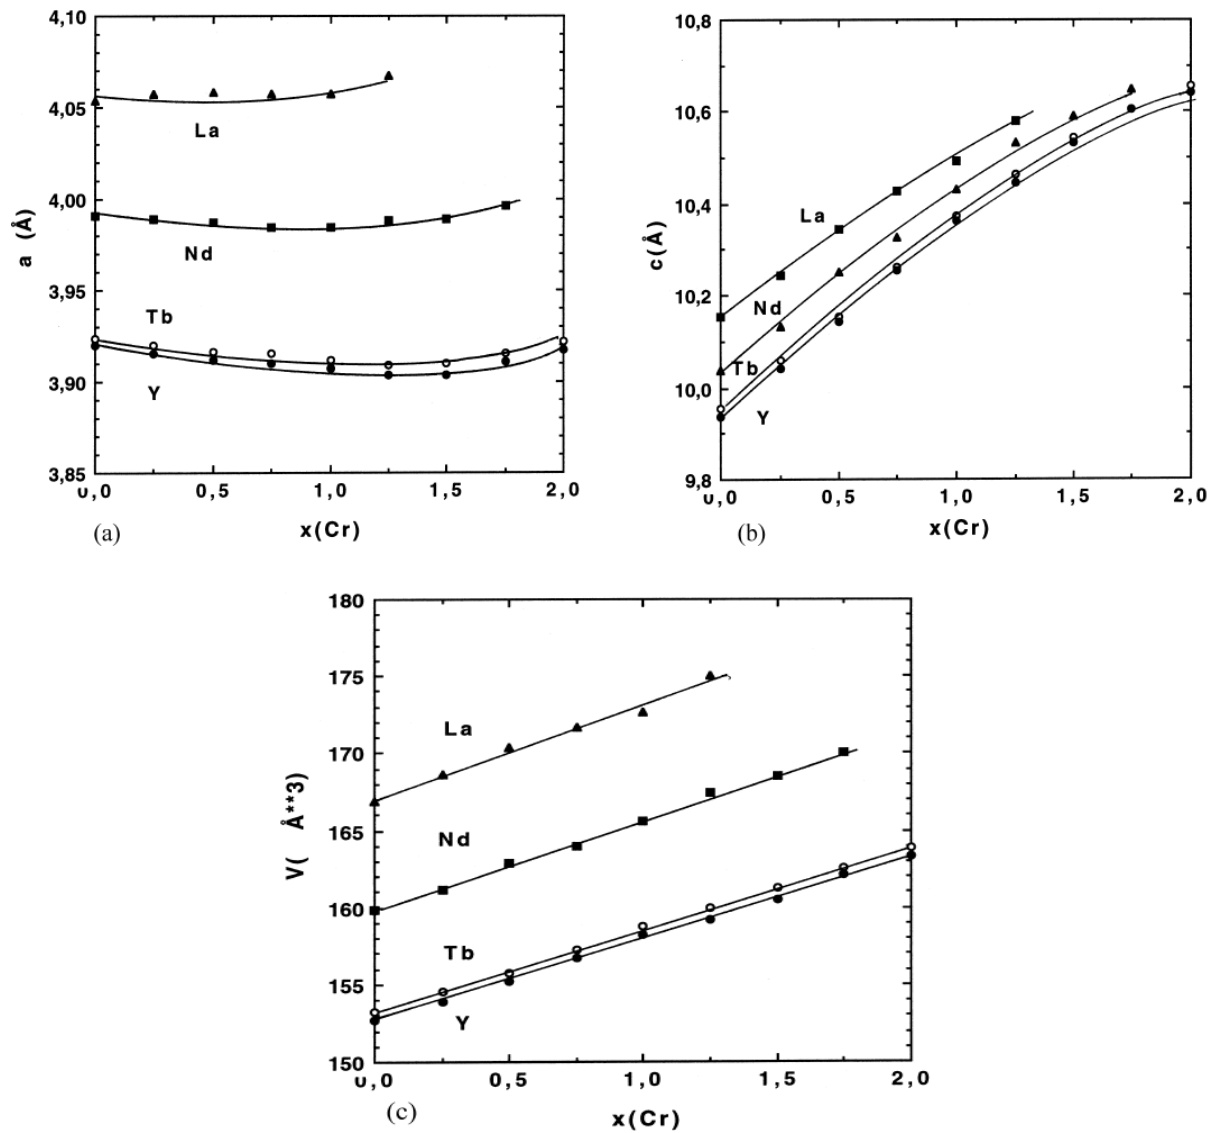 4,10
4,05
4,00
3,95
3,90
3,85
a (Å)
La
Nd
Tb
Y
0,0 0,5 1,0 1,5 2,0
(a)
x(Cr)
10,8
10,6
10,4
10,2
10,0
9,8
c(Å)
La
Nd
Tb
Y
0,0 0,5 1,0 1,5 2,0
(b)
x(Cr)
180
175
170
165
160
155
150
V( Å**3)
La
Nd
Tb
Y
0,0 0,5 1,0 1,5 2,0
(c)
x(Cr)